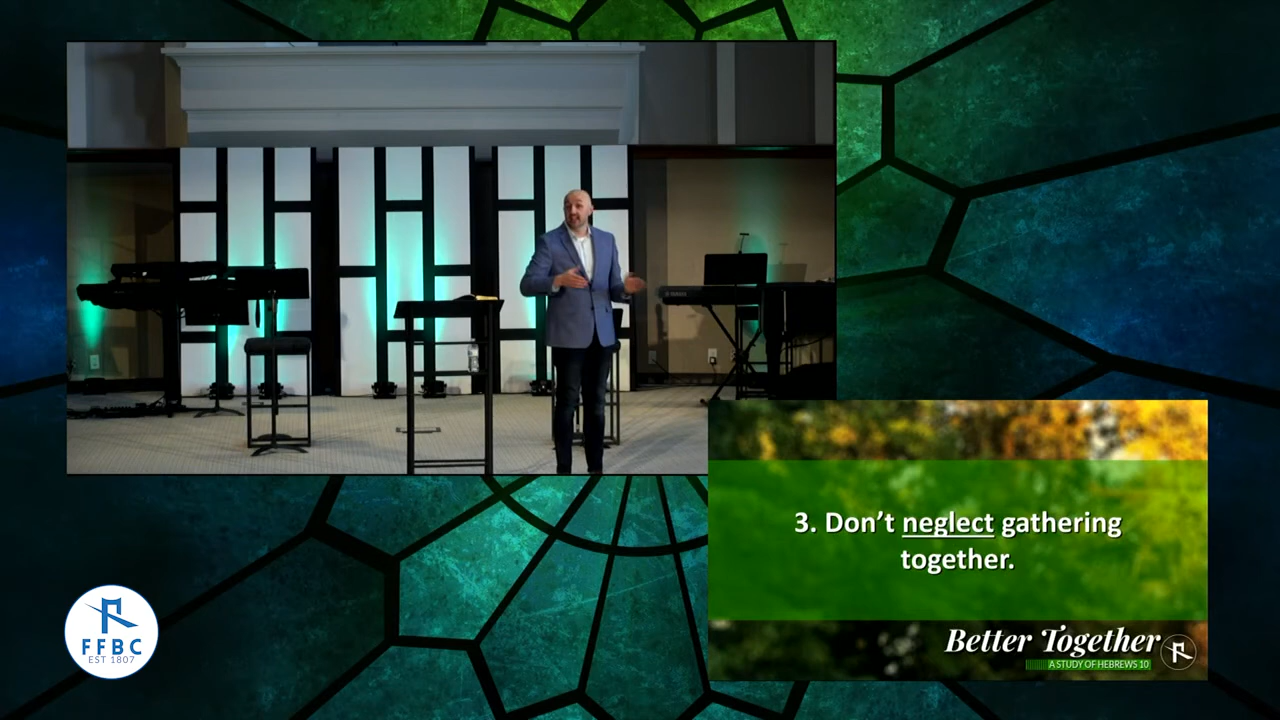 3. Don't neglect gathering
together.
Better Together
A STUDY OF HEBREWS 10
FFBC
EST 1807